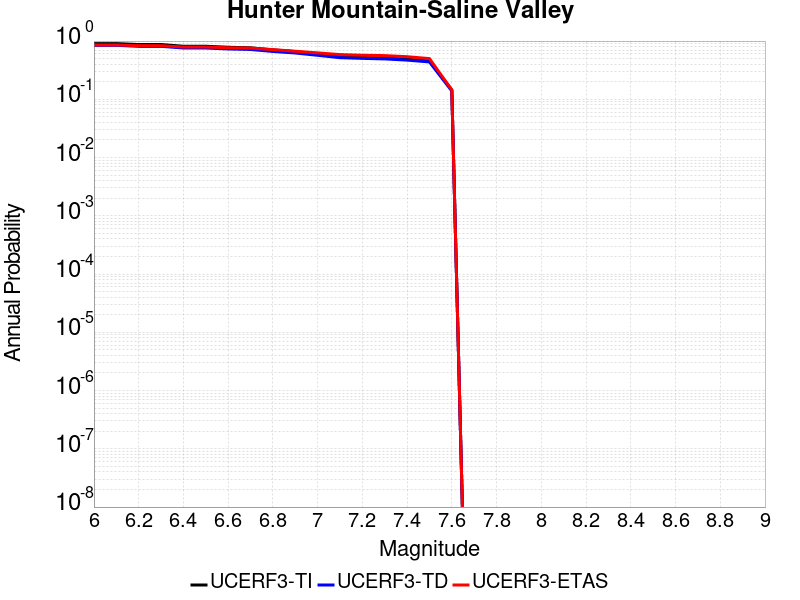 Hunter Mountain-Saline Valley
10^0
10^-1
10^-2
10^-3
10^-4
10^-5
10^-6
10^-7
10^-8
Annual Probability
6 6.2 6.4 6.6 6.8 7 7.2 7.4 7.6 7.8 8 8.2 8.4 8.6 8.8 9
Magnitude
UCERF3-TI UCERF3-TD UCERF3-ETAS